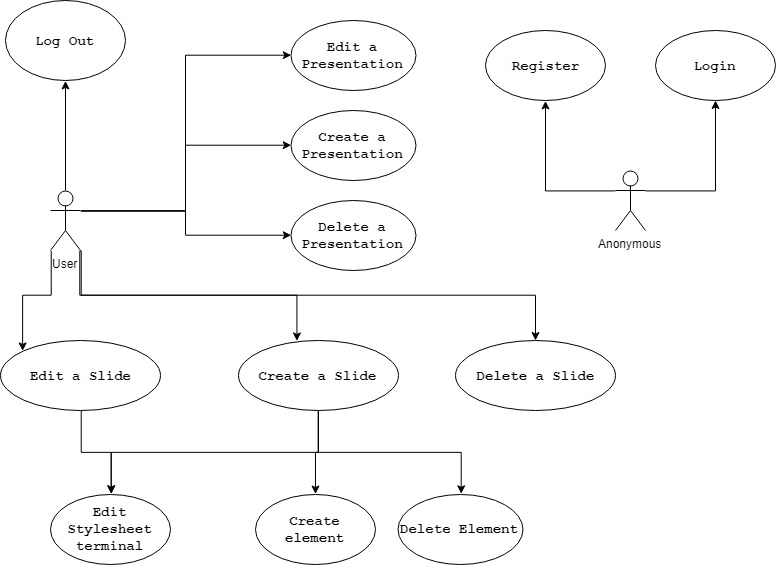 Log Out
Edit a
Presentation
Register
Login
Create a
Presentation
Delete a
Presentation
User
Anonymous
Edit a Slide
Create a Slide
Delete a Slide
Edit
Stylesheet
terminal
Create
element
Delete Element